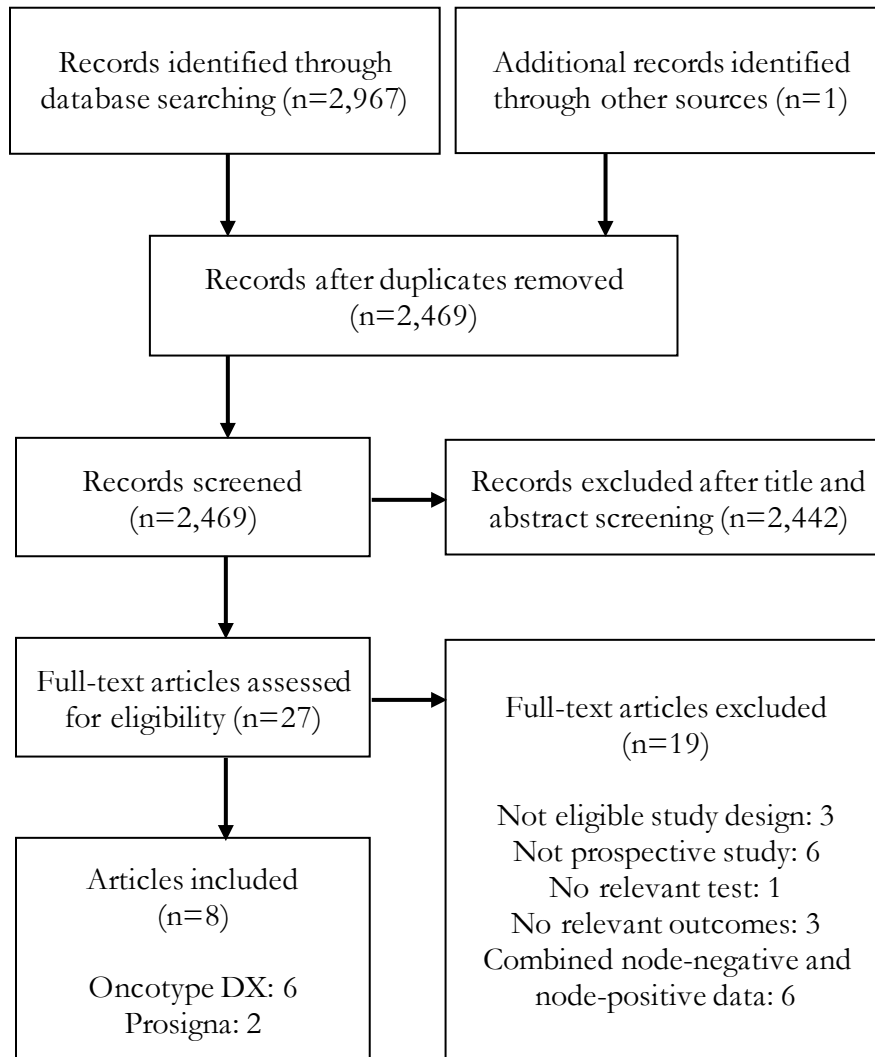 Records identified through
database searching (n=2,967)
Additional records identified
through other sources (n=1)
Records after duplicates removed
(n=2,469)
Records screened
(n=2,469)
Records excluded after title and
abstract screening (n=2,442)
Full-text articles assessed
for eligibility (n=27)
Full-text articles excluded
(n=19)
Not eligible study design: 3
Not prospective study: 6
No relevant test: 1
No relevant outcomes: 3
Combined node-negative and
node-positive data: 6
Articles included
(n=8)
Oncotype DX: 6
Prosigna: 2